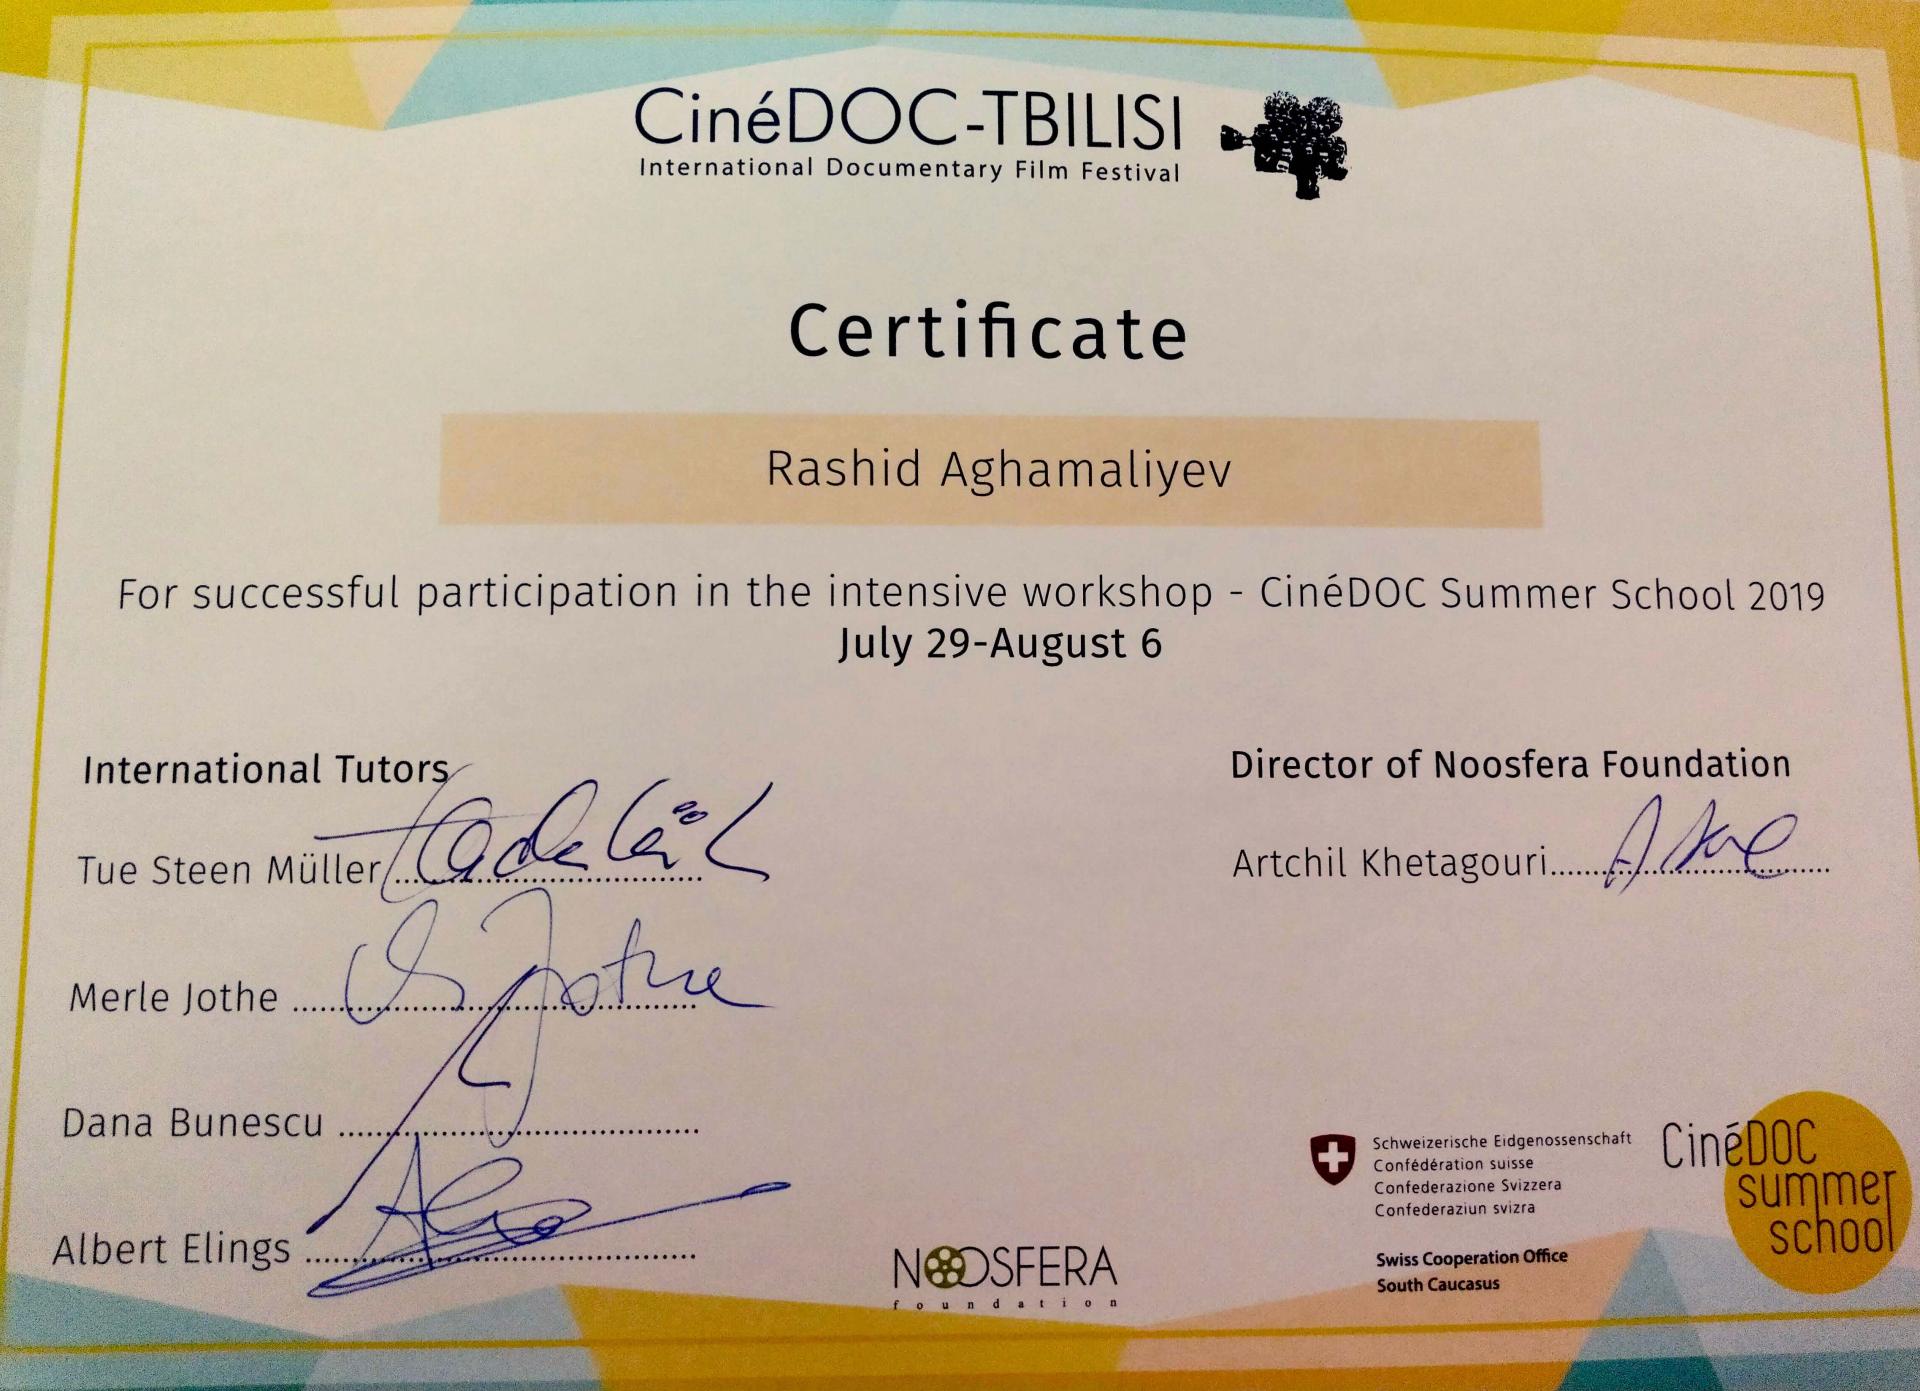 CinéDOC-TBILISI
International Documentary Film Festival
Certificate
Rashid Aghamaliyev
For successful participation in the intensive workshop - CinéDOC Summer School 2019
July 29-August 6
International Tutors
Tue Steen Müller
Merle Jothe
Dana Bunescu
Albert Elings
Director of Noosfera Foundation
Artchil Khetagouri
NOOSFERA
foundation
Schweizerische Eidgenossenschaft
Confédération suisse
Confederazione Svizzera
Confederaziun svizra
Swiss Cooperation Office
South Caucasus
CinéDOC
summer
school